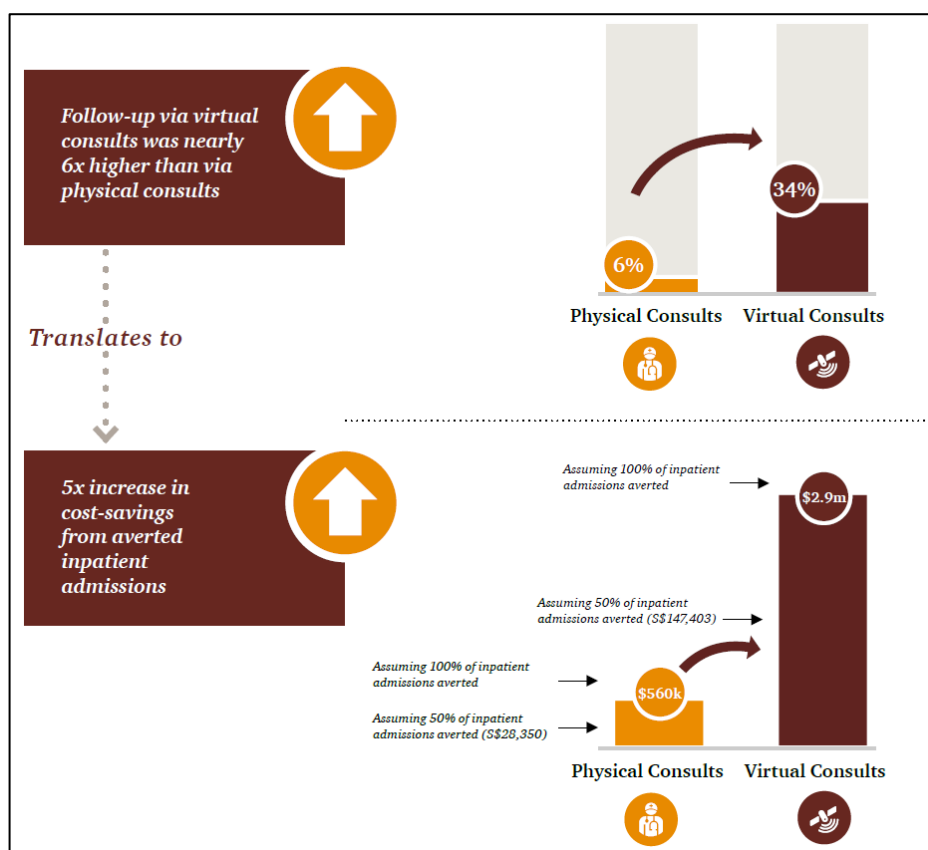 Follow-up via virtual
consults was nearly
6x higher than via
physical consults
34%
6%
Physical Consults
Virtual Consults
Translates to
5x increase in
cost-savings
from averted
inpatient
admissions
Assuming 100% of inpatient
admissions averted
$2.9m
Assuming 50% of inpatient
admissions averted (S$147,403)
Assuming 100% of inpatient
admissions averted
$560k
Assuming 50% of inpatient
admissions averted (S$28,350)
Physical Consults
Virtual Consults